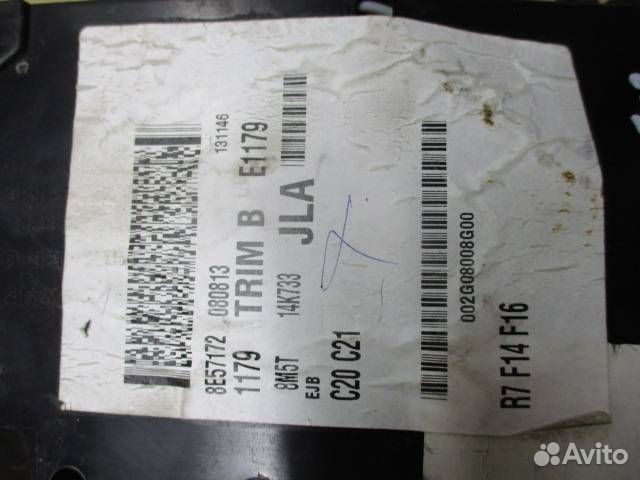 8E57172 080813 131146
1179 TRIM B E1179
8M5T 14K733 JLA
EJB
C20 C21
002G08008G00
R7 F14 F16
Avito